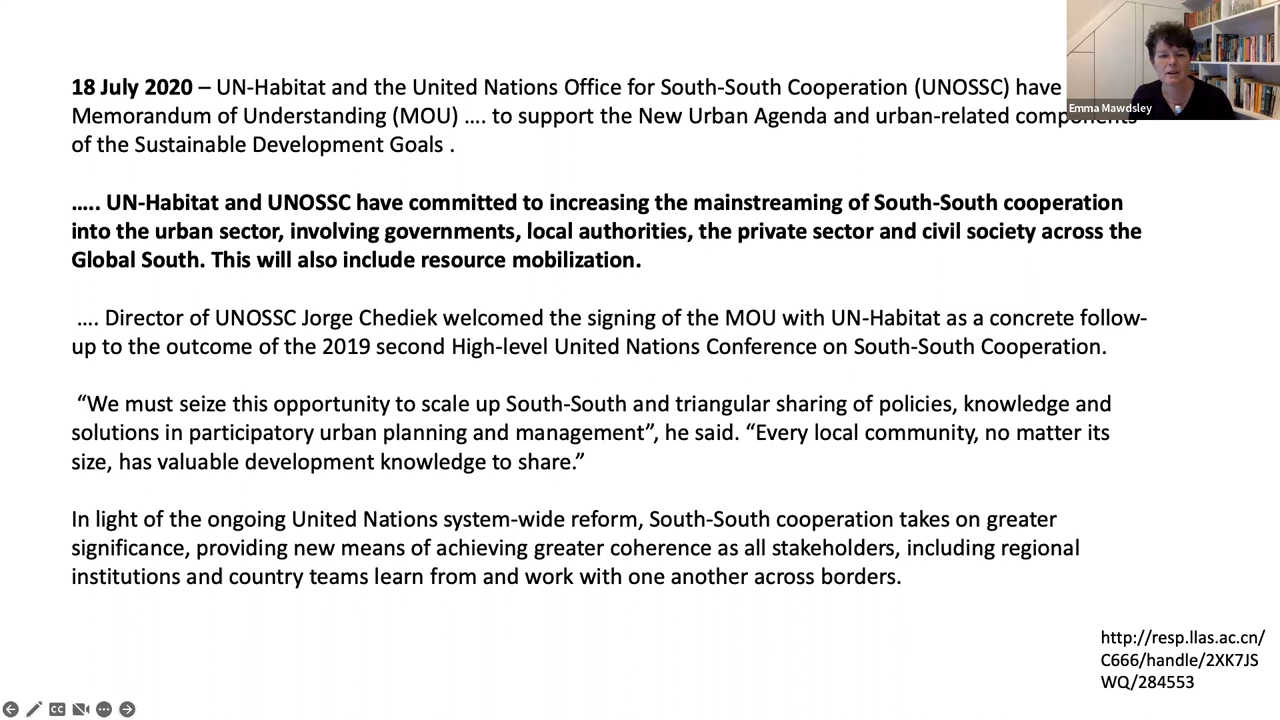 18 July 2020 – UN-Habitat and the United Nations Office for South-South Cooperation (UNOSSC) have
Memorandum of Understanding (MOU) .... to support the New Urban Agenda and urban-related components
of the Sustainable Development Goals .
..... UN-Habitat and UNOSSC have committed to increasing the mainstreaming of South-South cooperation
into the urban sector, involving governments, local authorities, the private sector and civil society across the
Global South. This will also include resource mobilization.
.... Director of UNOSSC Jorge Chediek welcomed the signing of the MOU with UN-Habitat as a concrete follow-
up to the outcome of the 2019 second High-level United Nations Conference on South-South Cooperation.
“We must seize this opportunity to scale up South-South and triangular sharing of policies, knowledge and
solutions in participatory urban planning and management”, he said. “Every local community, no matter its
size, has valuable development knowledge to share.”
In light of the ongoing United Nations system-wide reform, South-South cooperation takes on greater
significance, providing new means of achieving greater coherence as all stakeholders, including regional
institutions and country teams learn from and work with one another across borders.
http://resp.llas.ac.cn/
C666/handle/2XK7JS
WQ/284553
Emma Mawdsley
CC